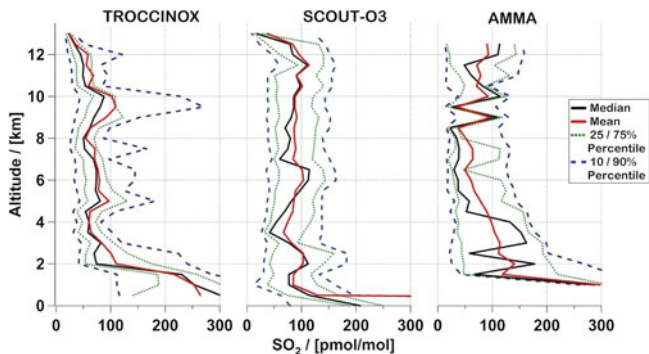 TROCCINOX SCOUT-O3 AMMA
12
10
8
6
4
2
0
Altitude / [km]
Median
Mean
25 / 75%
Percentile
10 / 90%
Percentile
0 100 200 300 0 100 200 300 0 100 200 300
SO2 / [pmol/mol]